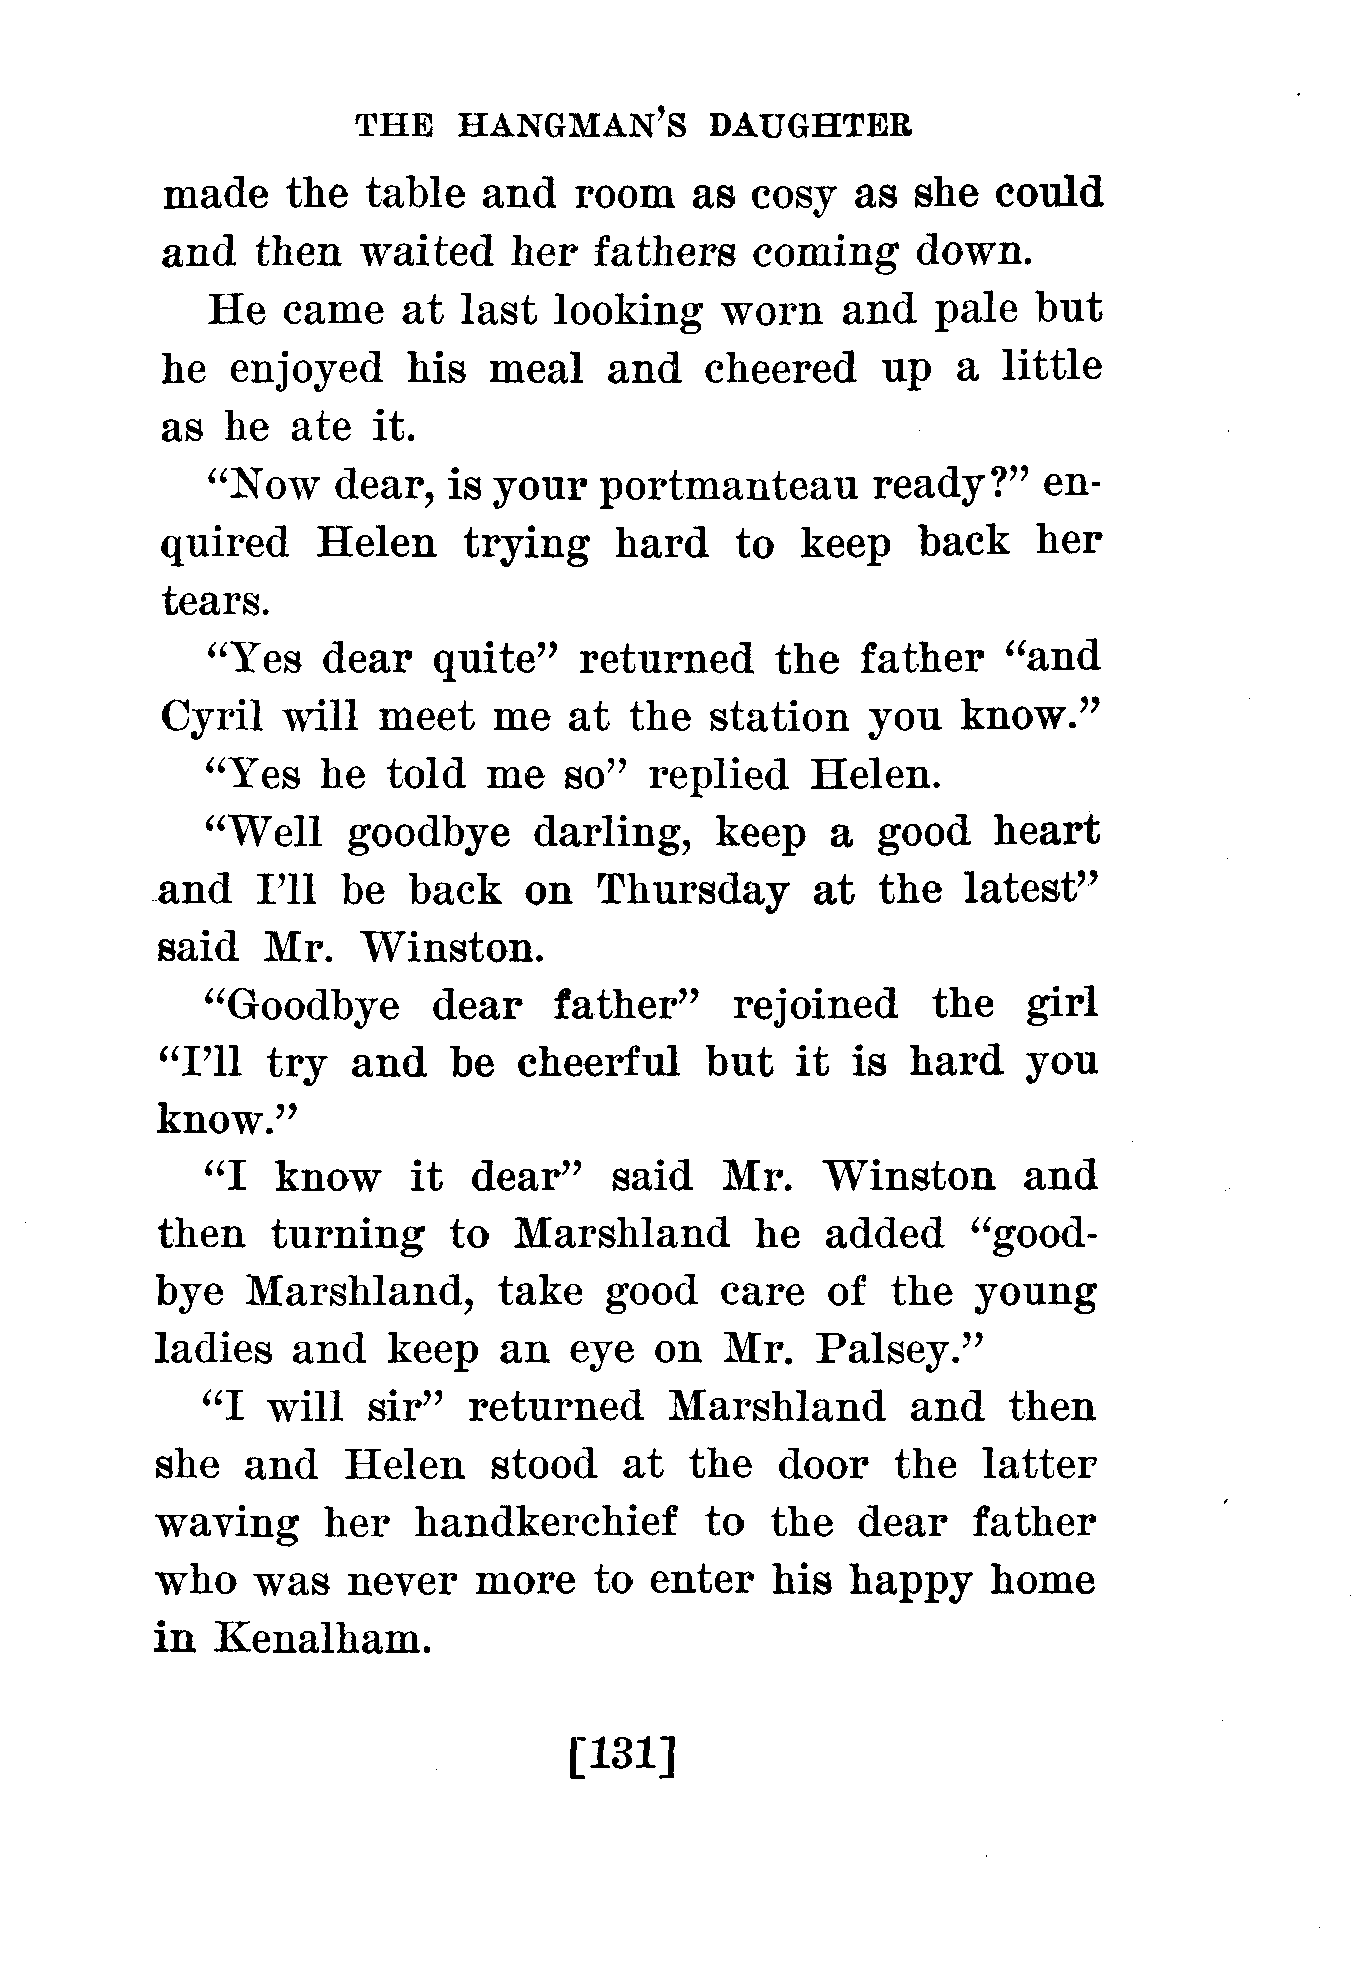 THE HANGMAN'S DAUGHTER
made the table and room as cosy as she could
and then waited her fathers coming down.
He came at last looking worn and pale but
he enjoyed his meal and cheered up a little
as he ate it.
“Now dear, is your portmanteau ready?” en-
quired Helen trying hard to keep back her
tears.
“Yes dear quite” returned the father “and
Cyril will meet me at the station you know.”
“Yes he told me so” replied Helen.
“Well goodbye darling, keep a good heart
and I’ll be back on Thursday at the latest”
said Mr. Winston.
“Goodbye dear father” rejoined the girl
“I’ll try and be cheerful but it is hard you
know.”
“I know it dear” said Mr. Winston and
then turning to Marshland he added “good-
bye Marshland, take good care of the young
ladies and keep an eye on Mr. Palsey.”
“I will sir” returned Marshland and then
she and Helen stood at the door the latter
waving her handkerchief to the dear father
who was never more to enter his happy home
in Kenalham.
[131]